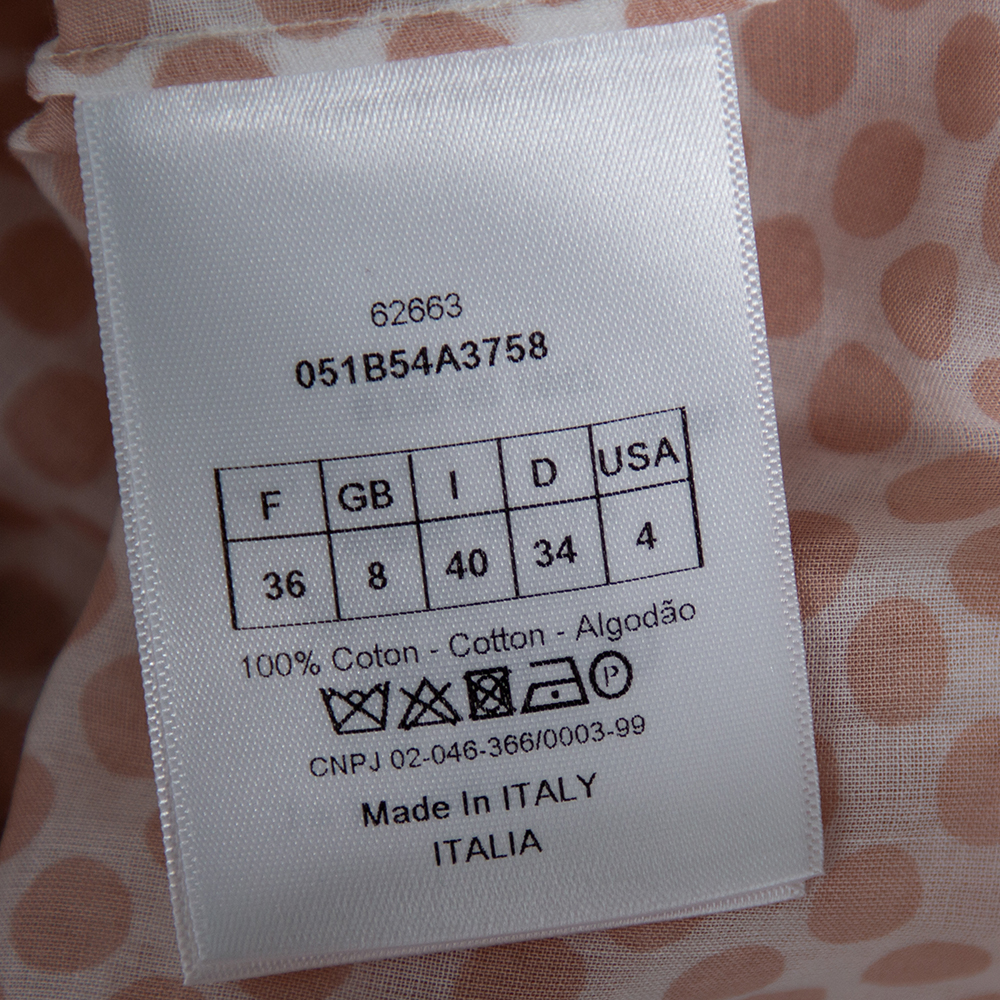 62663
051B54A3758
F GB I D USA
36 8 40 34 4
100% Coton - Cotton - Algodão
P
CNPJ 02-046-366/0003-99
Made In ITALY
ITALIA